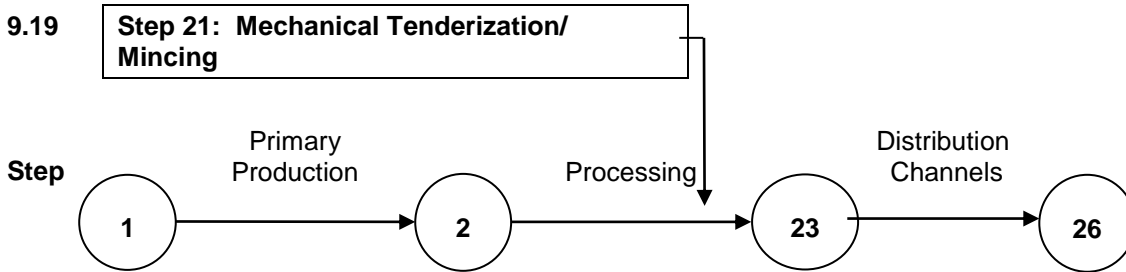 9.19 Step 21: Mechanical Tenderization/
Mincing
Primary
Production
Processing
Distribution
Channels
Step
1
2
23
26